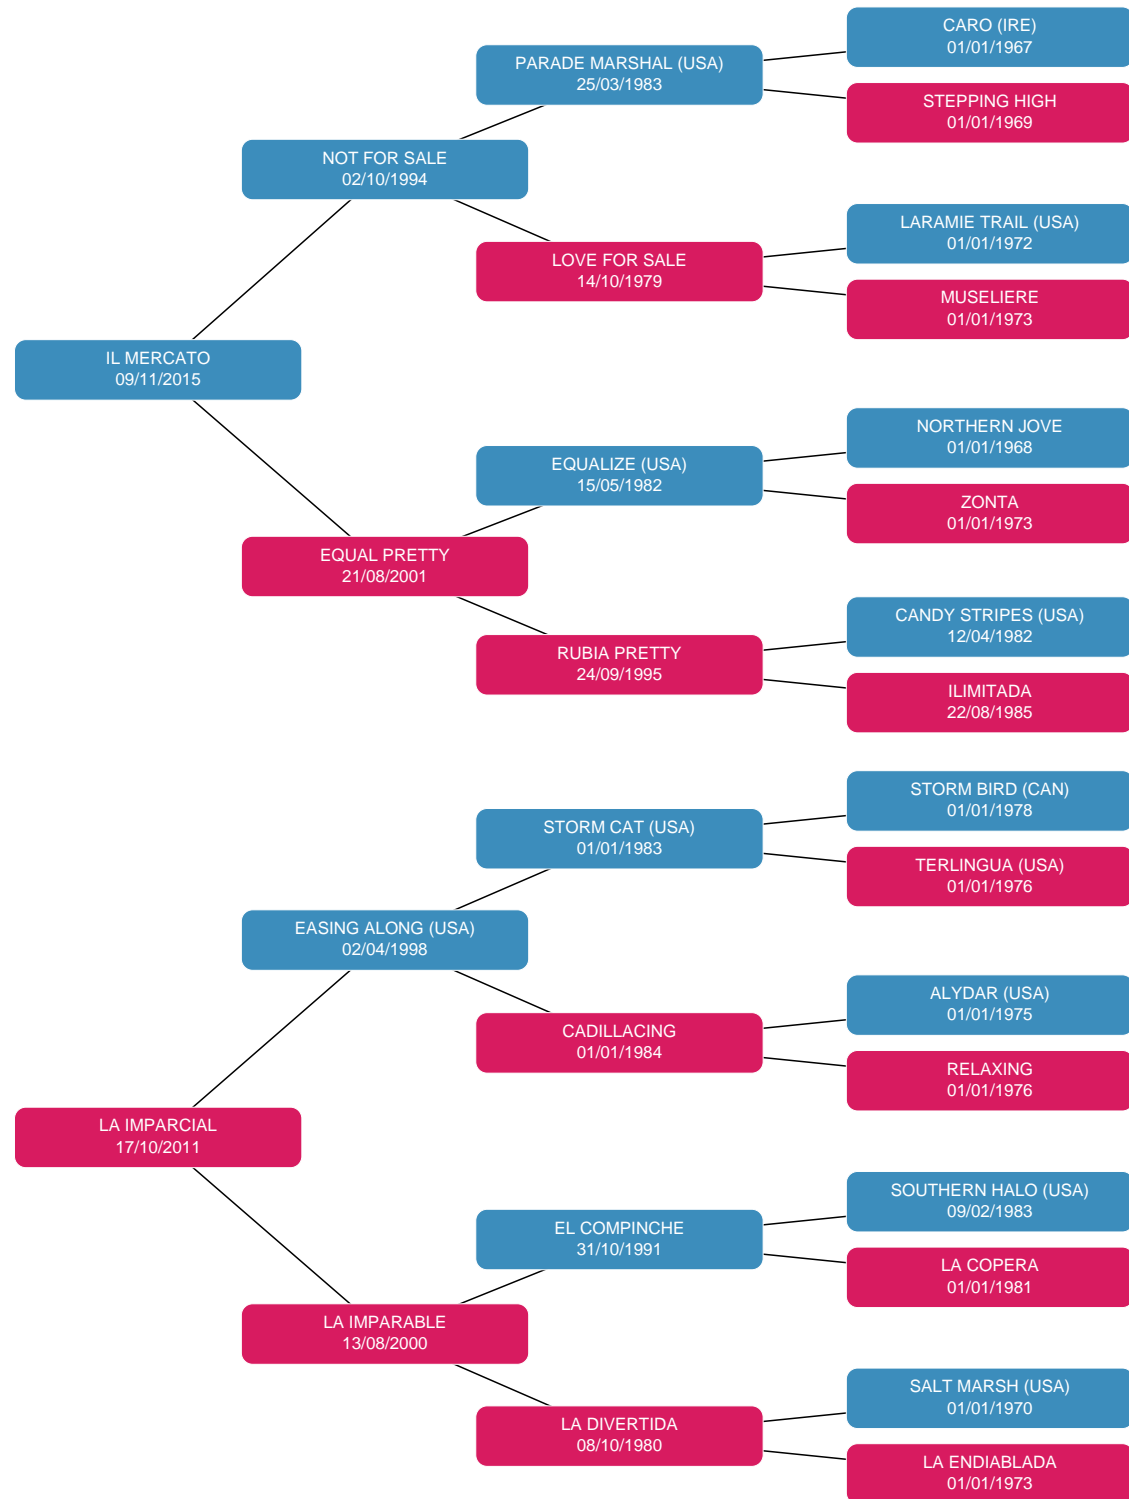 CARO (IRE)
01/01/1967
PARADE MARSHAL (USA)
25/03/1983
STEPPING HIGH
01/01/1969
NOT FOR SALE
02/10/1994
LARAMIE TRAIL (USA)
01/01/1972
LOVE FOR SALE
14/10/1979
MUSELIERE
01/01/1973
IL MERCATO
09/11/2015
NORTHERN JOVE
01/01/1968
EQUALIZE (USA)
15/05/1982
ZONTA
01/01/1973
EQUAL PRETTY
21/08/2001
CANDY STRIPES (USA)
12/04/1982
RUBIA PRETTY
24/09/1995
ILIMITADA
22/08/1985
STORM BIRD (CAN)
01/01/1978
STORM CAT (USA)
01/01/1983
TERLINGUA (USA)
01/01/1976
EASING ALONG (USA)
02/04/1998
ALYDAR (USA)
01/01/1975
CADILLACING
01/01/1984
RELAXING
01/01/1976
LA IMPARCIAL
17/10/2011
SOUTHERN HALO (USA)
09/02/1983
EL COMPINCHE
31/10/1991
LA COPERA
01/01/1981
LA IMPARABLE
13/08/2000
SALT MARSH (USA)
01/01/1970
LA DIVERTIDA
08/10/1980
LA ENDIABLADA
01/01/1973